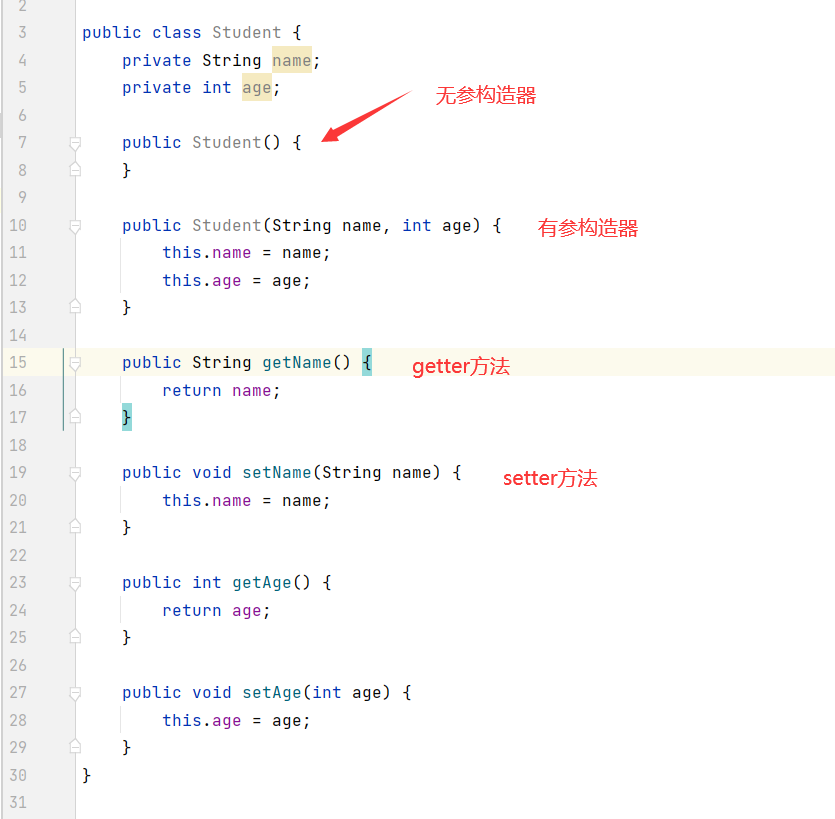 2
3 public class Student {
4 private String name;
5 private int age;
无参构造器
6
7 public Student() {
8 }
9
10 public Student(String name, int age) { 有参构造器
11 this.name = name;
12 this.age = age;
13 }
14
15 public String getName() { getter方法
16 return name;
17 }
18
19 public void setName(String name) { setter方法
20 this.name = name;
21 }
22
23 public int getAge() {
24 return age;
25 }
26
27 public void setAge(int age) {
28 this.age = age;
29 }
30 }
31